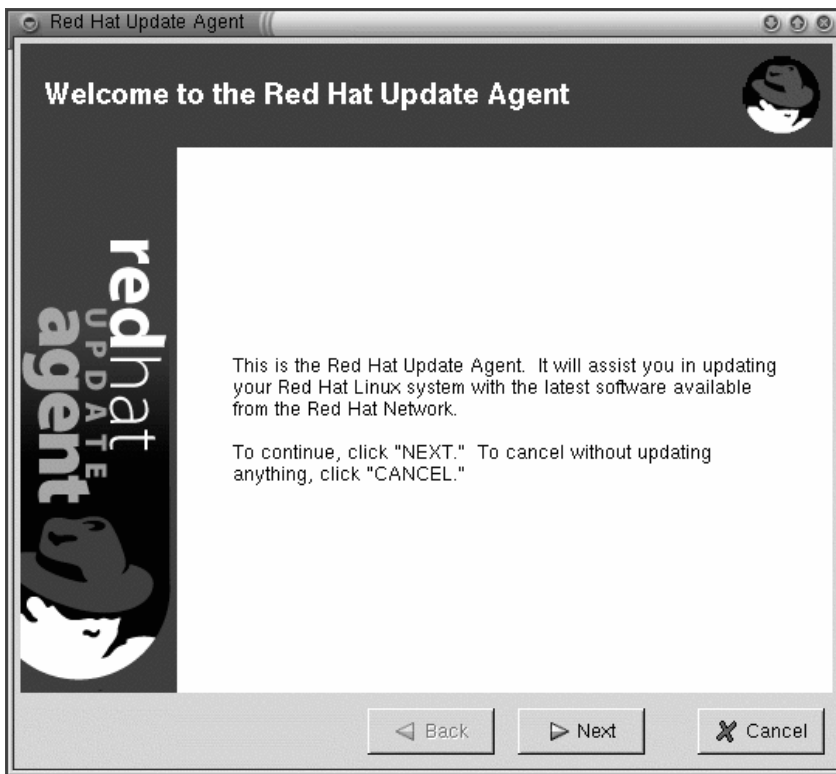 Red Hat Update Agent
Welcome to the Red Hat Update Agent
redhat
UPDATE
agent
This is the Red Hat Update Agent.  It will assist you in updating
your Red Hat Linux system with the latest software available
from the Red Hat Network.
To continue, click "NEXT."  To cancel without updating
anything, click "CANCEL."
Back
Next
Cancel